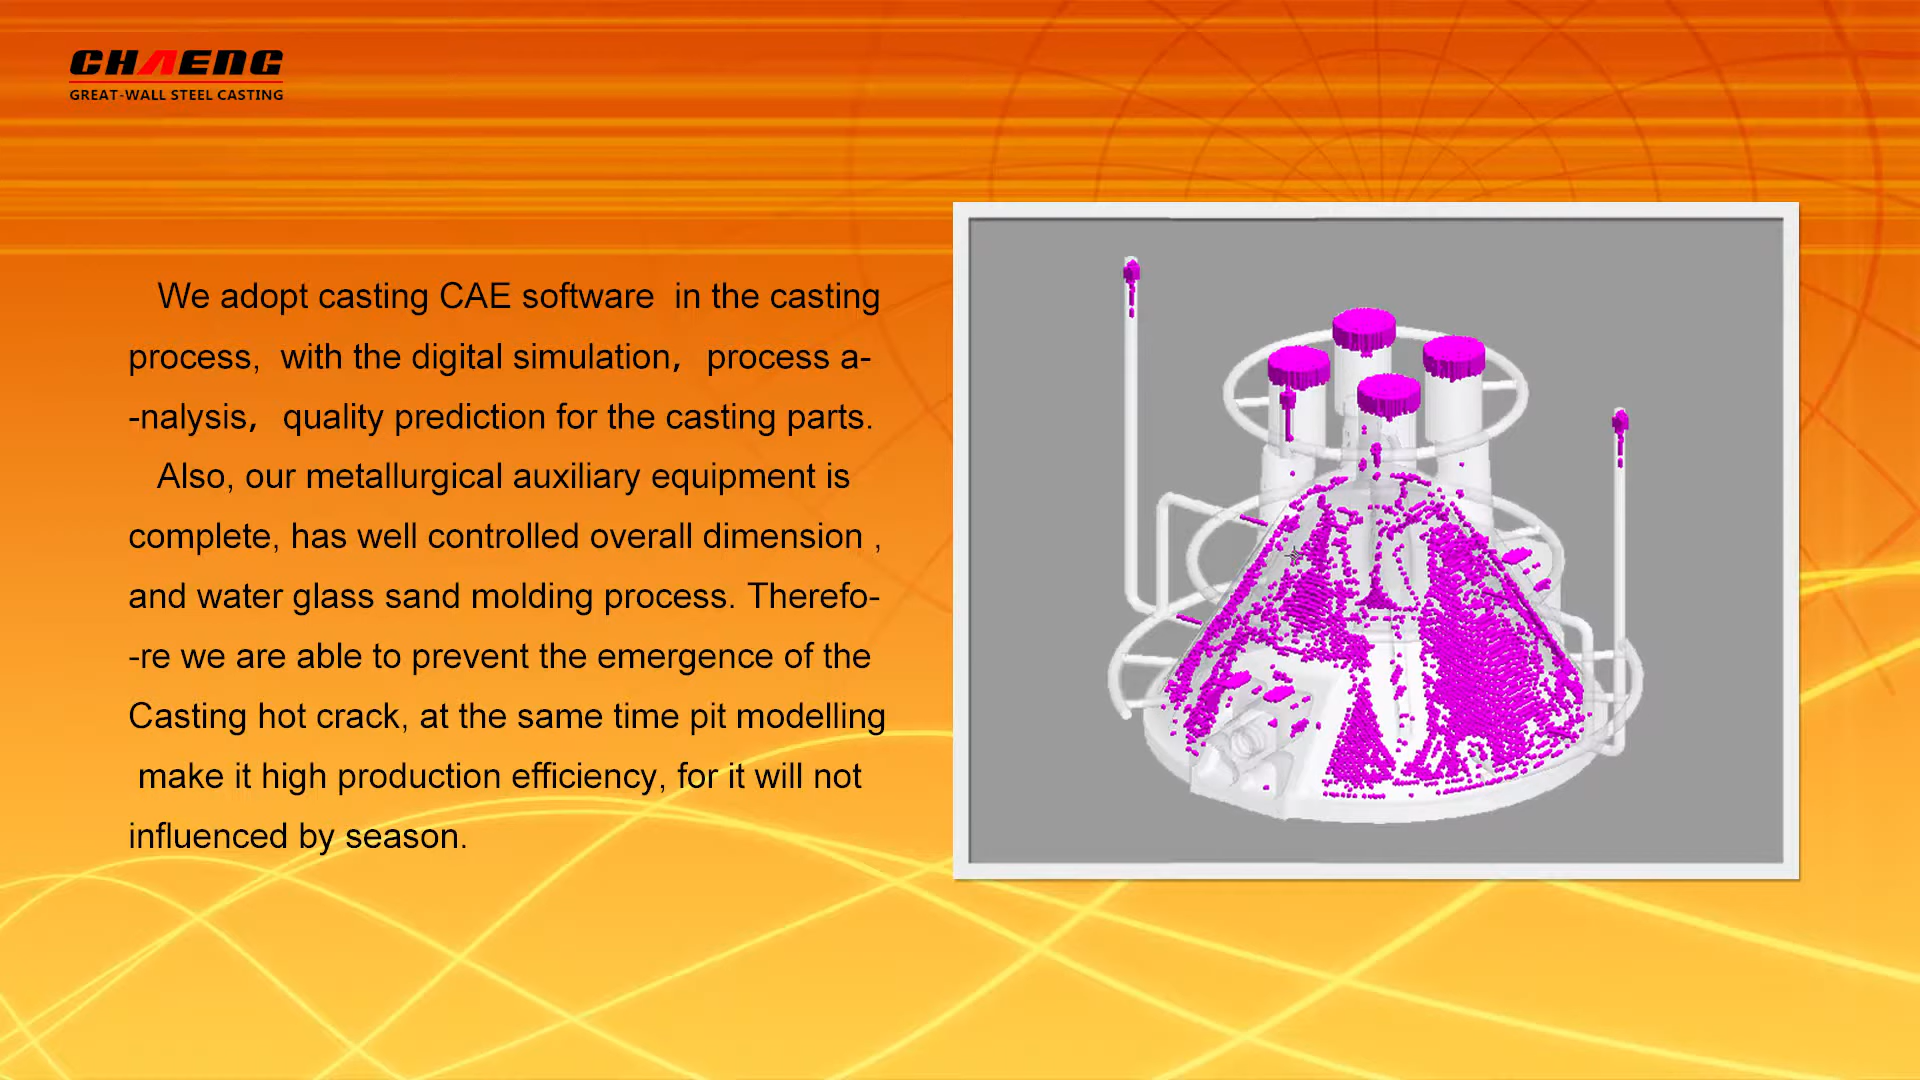 CHAENG
GREAT-WALL STEEL CASTING
We adopt casting CAE software in the casting
process, with the digital simulation, process a-
-nalysis, quality prediction for the casting parts.
Also, our metallurgical auxiliary equipment is
complete, has well controlled overall dimension ,
and water glass sand molding process. Therefo-
-re we are able to prevent the emergence of the
Casting hot crack, at the same time pit modelling
make it high production efficiency, for it will not
influenced by season.